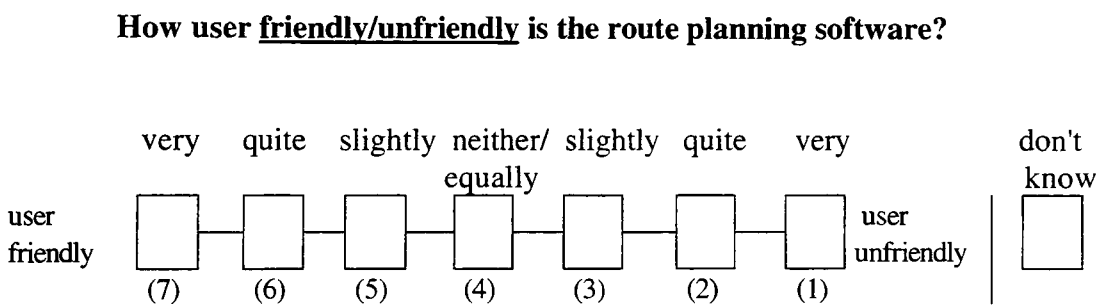 How user friendly/unfriendly is the route planning software?
very quite slightly neither/ slightly quite very don't
equally know
user user
friendly unfriendly
(7) (6) (5) (4) (3) (2) (1)